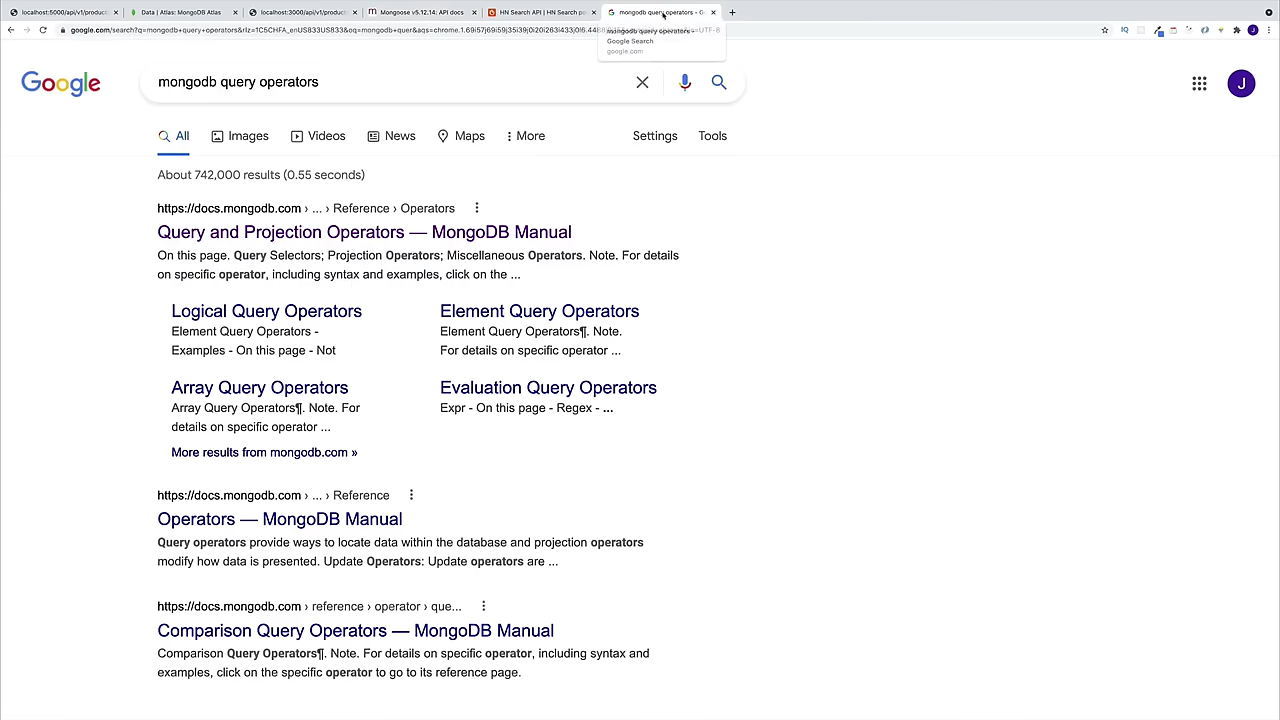 localhost:5000/api/v1/product:
Data | Atlas: MongoDB Atlas
localhost:3000/api/v1/product:
Mongoose v5.12.14: API docs
HN Search API | HN Search po
mongodb query operators - G
mongodb query operators -
Google Search
google.com
Google
mongodb query operators
J
All
Images
Videos
News
Maps
More
Settings
Tools
About 742,000 results (0.55 seconds)
https://docs.mongodb.com › ... › Reference › Operators
Query and Projection Operators — MongoDB Manual
On this page. Query Selectors; Projection Operators; Miscellaneous Operators. Note. For details
on specific operator, including syntax and examples, click on the ...
Logical Query Operators
Element Query Operators -
Examples - On this page - Not
Element Query Operators
Element Query Operators¶. Note.
For details on specific operator ...
Array Query Operators
Array Query Operators¶. Note. For
details on specific operator ...
Evaluation Query Operators
Expr - On this page - Regex - ...
More results from mongodb.com »
https://docs.mongodb.com › ... › Reference
Operators — MongoDB Manual
Query operators provide ways to locate data within the database and projection operators
modify how data is presented. Update Operators: Update operators are ...
https://docs.mongodb.com › reference › operator › que...
Comparison Query Operators — MongoDB Manual
Comparison Query Operators¶. Note. For details on specific operator, including syntax and
examples, click on the specific operator to go to its reference page.